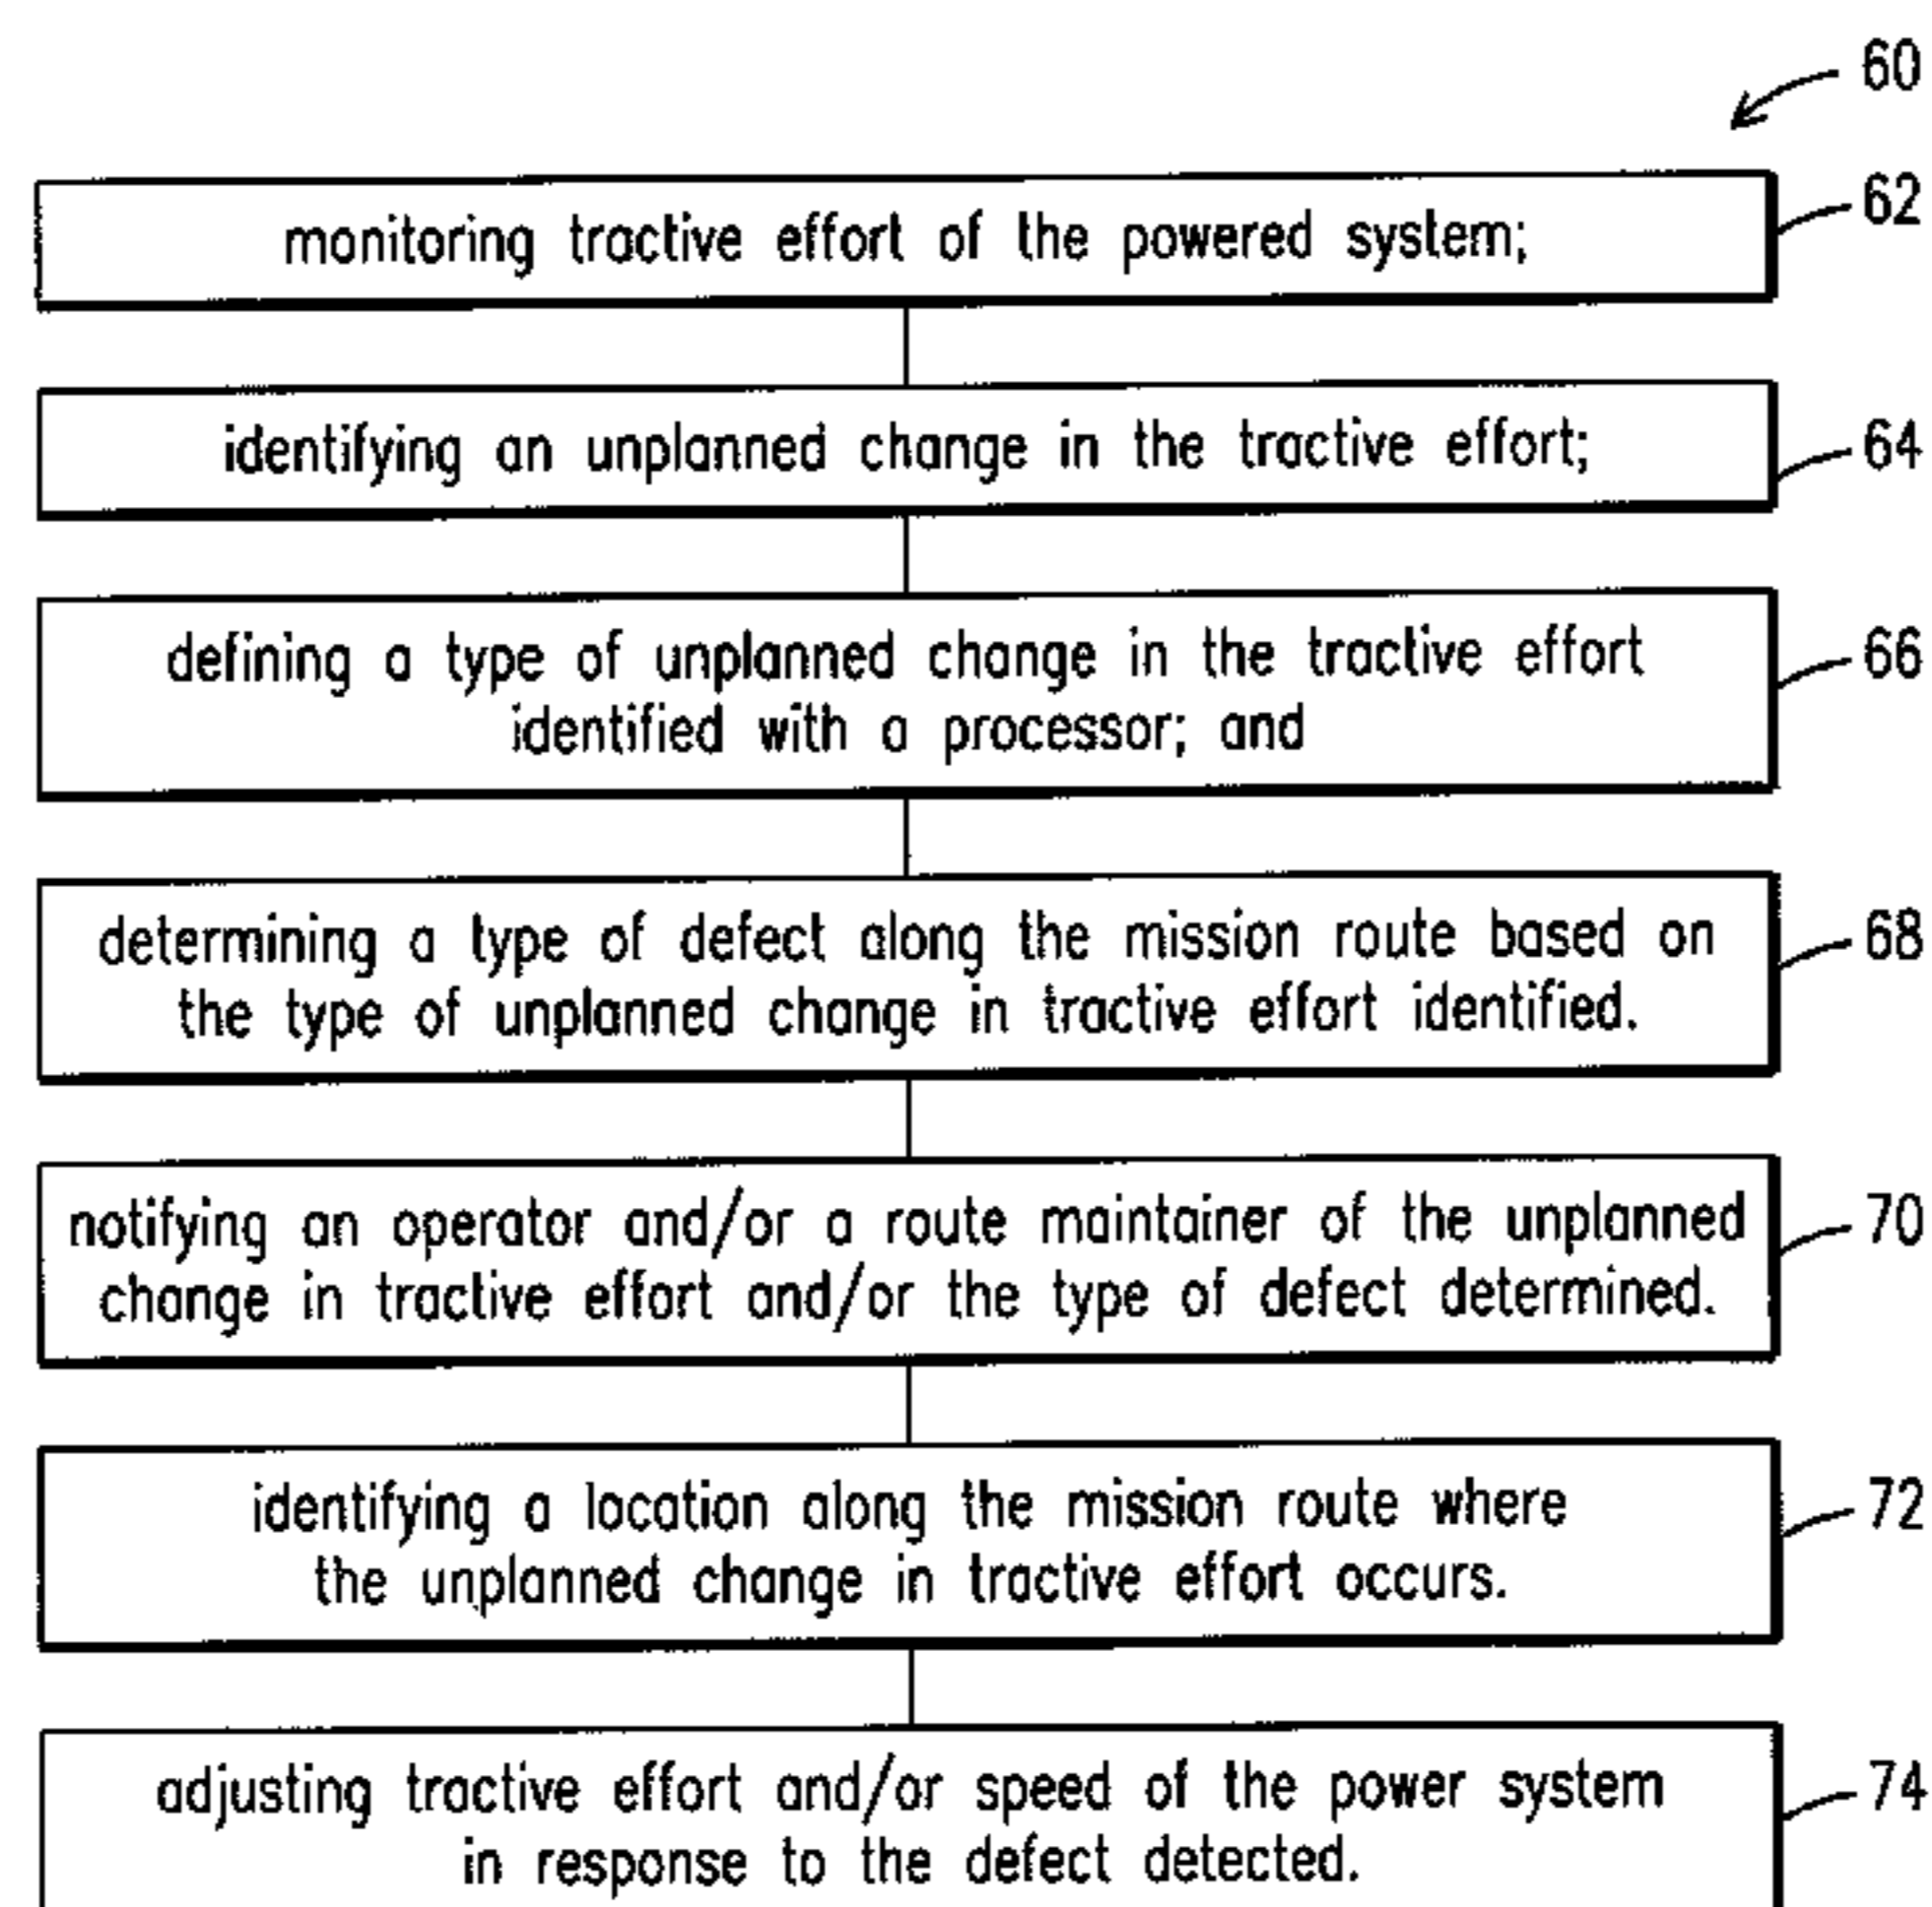 60
monitoring tractive effort of the powered system;
62
identifying an unplanned change in the tractive effort;
64
defining a type of unplanned change in the tractive effort
identified with a processor; and
66
determining a type of defect along the mission route based on
the type of unplanned change in tractive effort identified.
68
notifying an operator and/or a route maintainer of the unplanned
change in tractive effort and/or the type of defect determined.
70
identifying a location along the mission route where
the unplanned change in tractive effort occurs.
72
adjusting tractive effort and/or speed of the power system
in response to the defect detected.
74